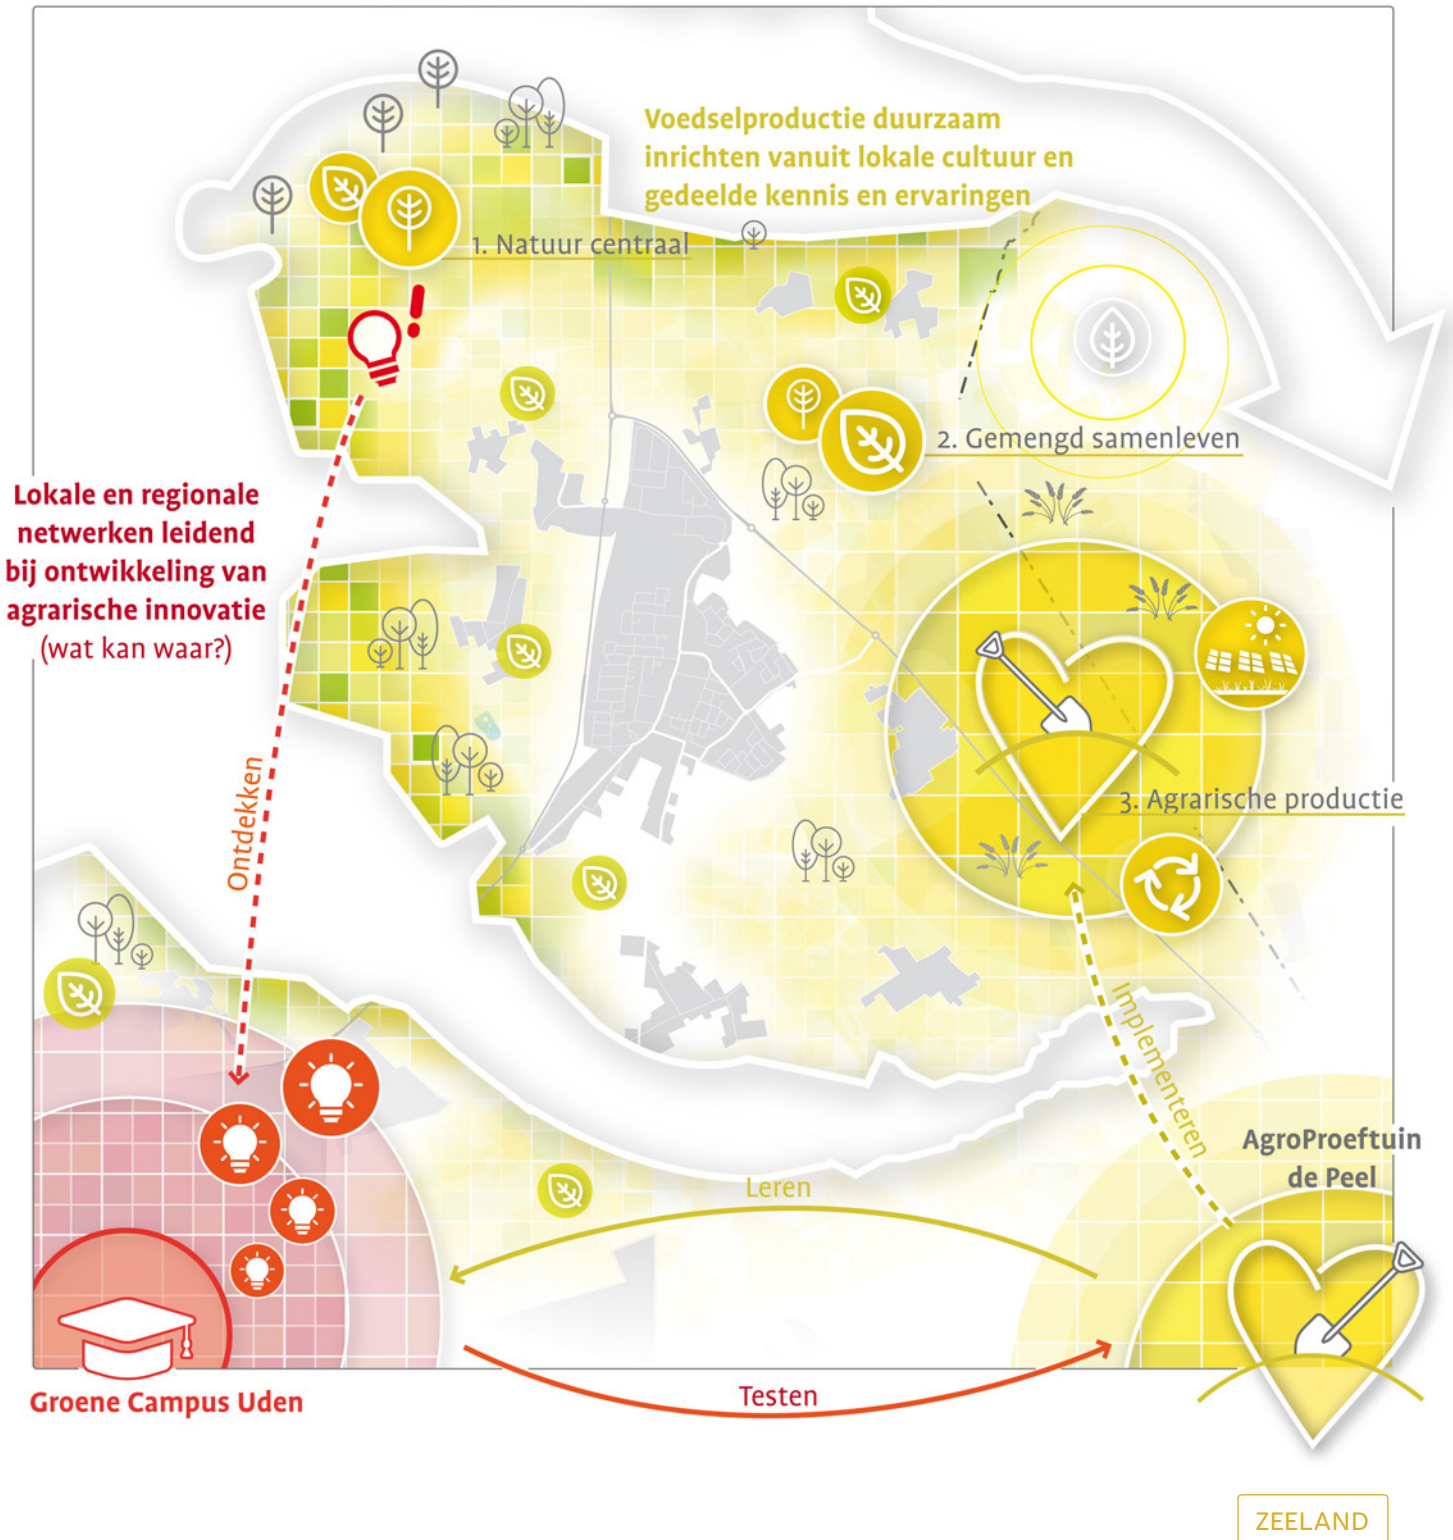 Voedselproductie duurzaam
inrichten vanuit lokale cultuur en
gedeelde kennis en ervaringen
1. Natuur centraal
2. Gemengd samenleven
Lokale en regionale
netwerken leidend
bij ontwikkeling van
agrarische innovatie
(wat kan waar?)
Ontdekken
3. Agrarische productie
Implementeren
AgroProeftuin
de Peel
Leren
Testen
Groene Campus Uden
ZEELAND